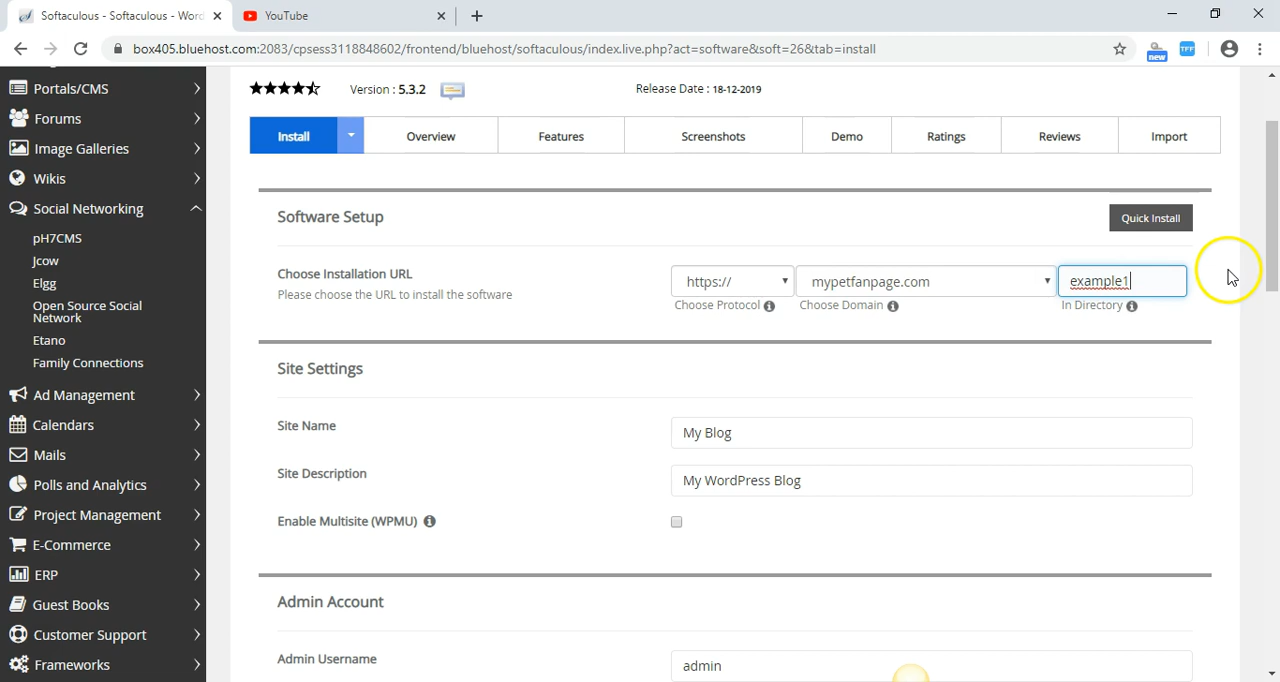 Softaculous - Softaculous - Wor
YouTube
box405.bluehost.com:2083/cpsess3118848602/frontend/bluehost/softaculous/index.live.php?act=software&soft=26&tab=install
new
TFF
Portals/CMS
Forums
Image Galleries
Wikis
Social Networking
pH7CMS
Jcow
Elgg
Open Source Social
Network
Etano
Family Connections
Ad Management
Calendars
Mails
Polls and Analytics
Project Management
E-Commerce
ERP
Guest Books
Customer Support
Frameworks
Version : 5.3.2
Release Date : 18-12-2019
Install
Overview
Features
Screenshots
Demo
Ratings
Reviews
Import
Software Setup
Quick Install
Choose Installation URL
Please choose the URL to install the software
https://
mypetfanpage.com
example1
Choose Protocol
Choose Domain
In Directory
Site Settings
Site Name
My Blog
Site Description
My WordPress Blog
Enable Multisite (WPMU)
Admin Account
Admin Username
admin